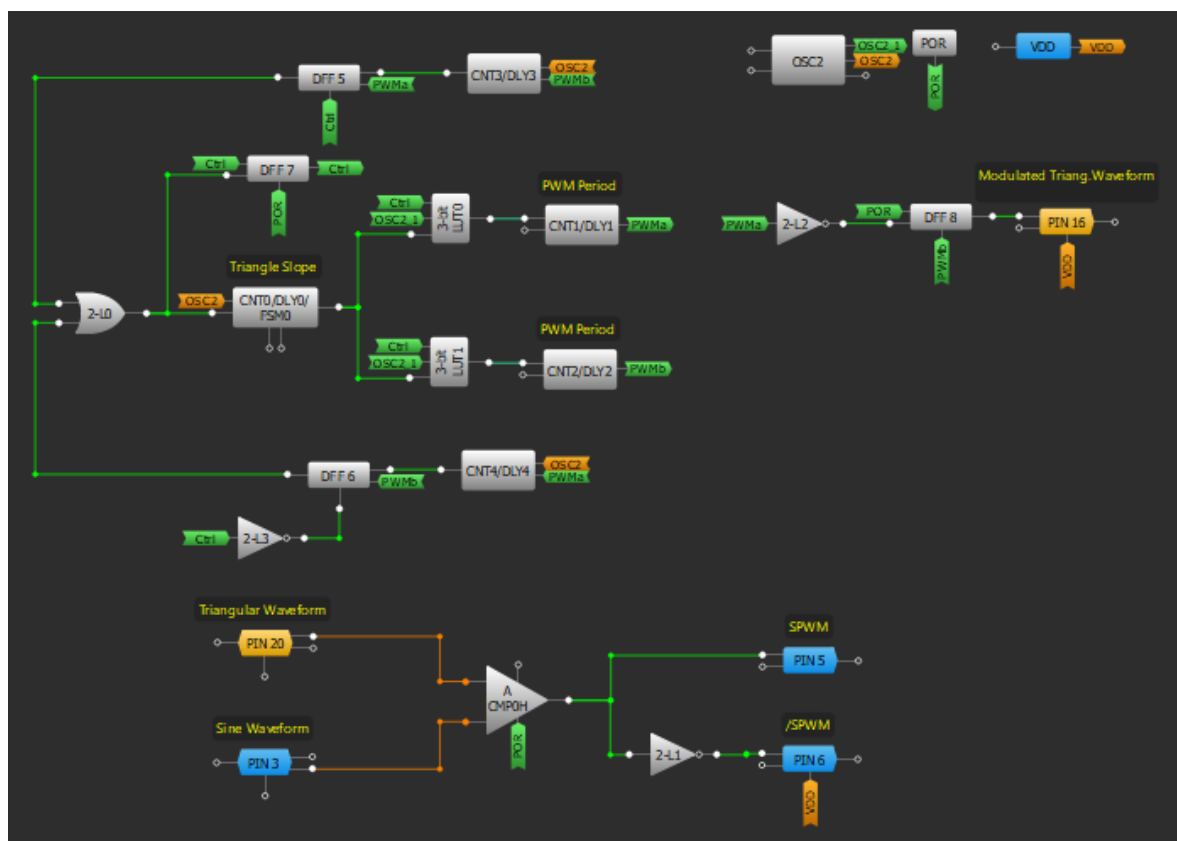 DFF 5
PWMa
Ctrl
CNT3/DLY3
OSC2
PWMb
OSC2
OSC2_1
OSC2
POR
POR
VDD
VDD
Ctrl
DFF 7
Ctrl
POR
Ctrl
OSC2_1
3-bit
LUT0
PWM Period
CNT1/DLY1
PWMa
Modulated Triang.Waveform
PWMa
2-L2
POR
DFF 8
PWMb
PIN 16
VDD
Triangle Slope
2-L0
OSC2
CNT0/DLY0/
FSM0
Ctrl
OSC2_1
3-bit
LUT1
PWM Period
CNT2/DLY2
PWMb
DFF 6
PWMb
CNT4/DLY4
OSC2
PWMa
Ctrl
2-L3
Triangular Waveform
PIN 20
Sine Waveform
PIN 3
A
CMP0H
POR
SPWM
PIN 5
2-L1
/SPWM
PIN 6
VDD